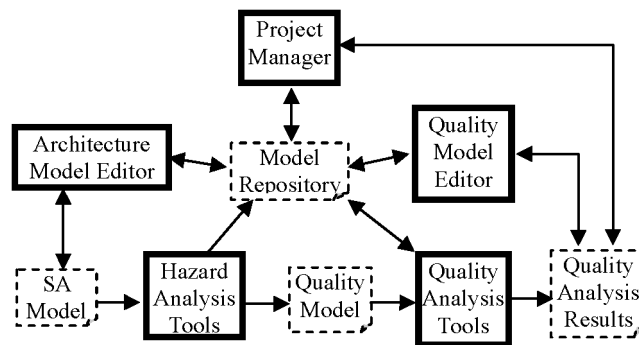 Project
Manager
Architecture
Model Editor
Model
Repository
Quality
Model
Editor
SA
Model
Hazard
Analysis
Tools
Quality
Model
Quality
Analysis
Tools
Quality
Analysis
Results